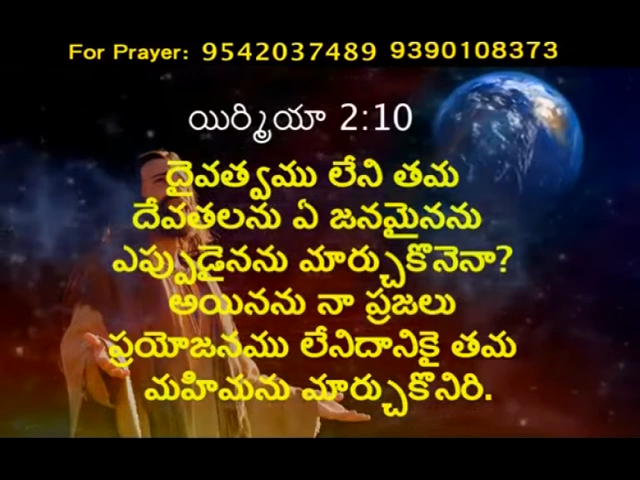 For Prayer: 9542037489 9390108373
యిర్మియా 2:10
దైవత్వము లేని తమ
దేవతలను ఏ జనమైనను
ఎప్పుడైనను మార్చుకొనెనా?
అయినను నా ప్రజలు
ప్రయోజనము లేనిదానికై తమ
మహిమను మార్చుకొనిరి.